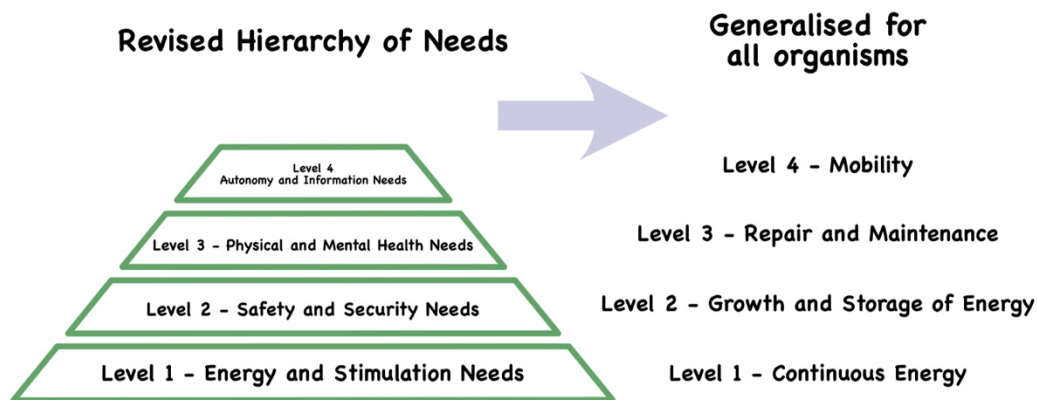 Revised Hierarchy of Needs
Generalised for
all organisms
Level 4
Autonomy and Information Needs
Level 4 - Mobility
Level 3 - Physical and Mental Health Needs
Level 3 - Repair and Maintenance
Level 2 - Safety and Security Needs
Level 2 - Growth and Storage of Energy
Level 1 - Energy and Stimulation Needs
Level 1 - Continuous Energy